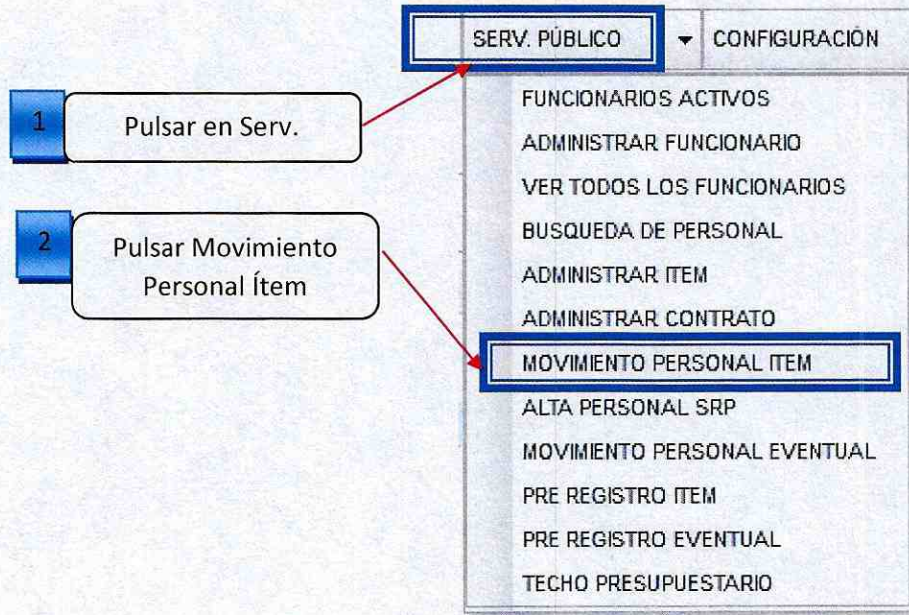 SERV. PÚBLICO
CONFIGURACIÓN
1
Pulsar en Serv.
2
Pulsar Movimiento
Personal Ítem
FUNCIONARIOS ACTIVOS
ADMINISTRAR FUNCIONARIO
VER TODOS LOS FUNCIONARIOS
BUSQUEDA DE PERSONAL
ADMINISTRAR ITEM
ADMINISTRAR CONTRATO
MOVIMIENTO PERSONAL ITEM
ALTA PERSONAL SRP
MOVIMIENTO PERSONAL EVENTUAL
PRE REGISTRO ITEM
PRE REGISTRO EVENTUAL
TECHO PRESUPUESTARIO